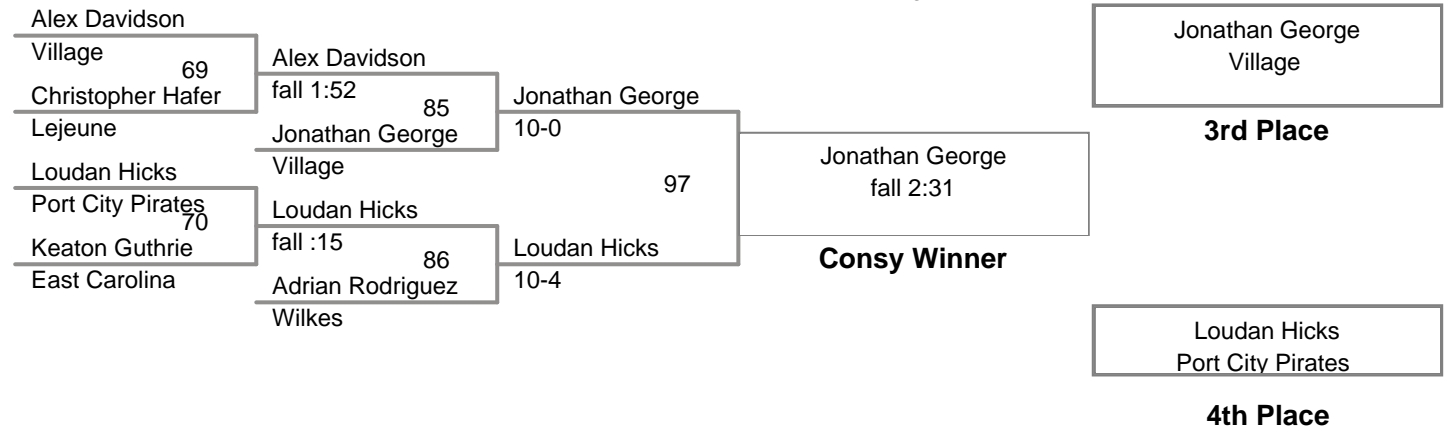 Alex Davidson
Village
69
Christopher Hafer
Lejeune
Loudan Hicks
Port City Pirates
70
Keaton Guthrie
East Carolina
Alex Davidson
fall 1:52
85
Jonathan George
Village
Loudan Hicks
fall :15
86
Adrian Rodriguez
Wilkes
Jonathan George
10-0
97
Loudan Hicks
10-4
Jonathan George
fall 2:31
Consy Winner
Jonathan George
Village
3rd Place
Loudan Hicks
Port City Pirates
4th Place